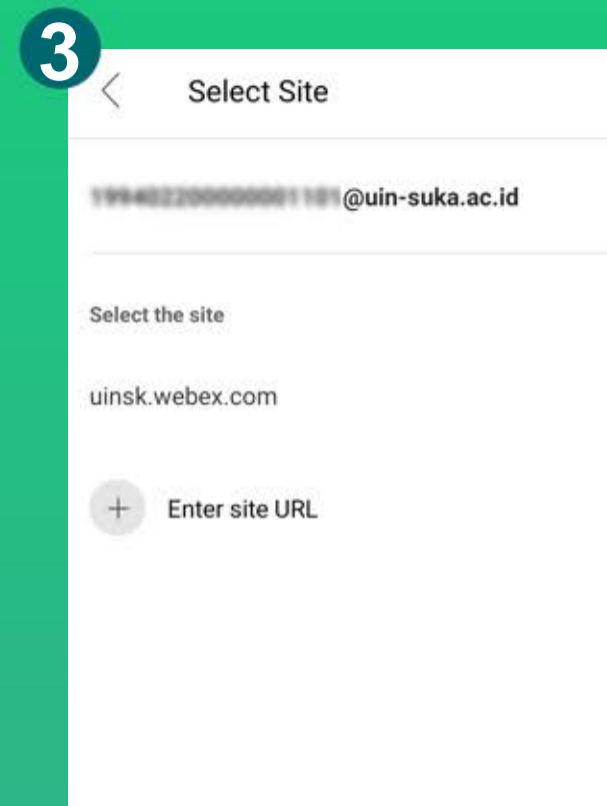 3
Select Site
@uin-suka.ac.id
Select the site
uinsk.webex.com
Enter site URL